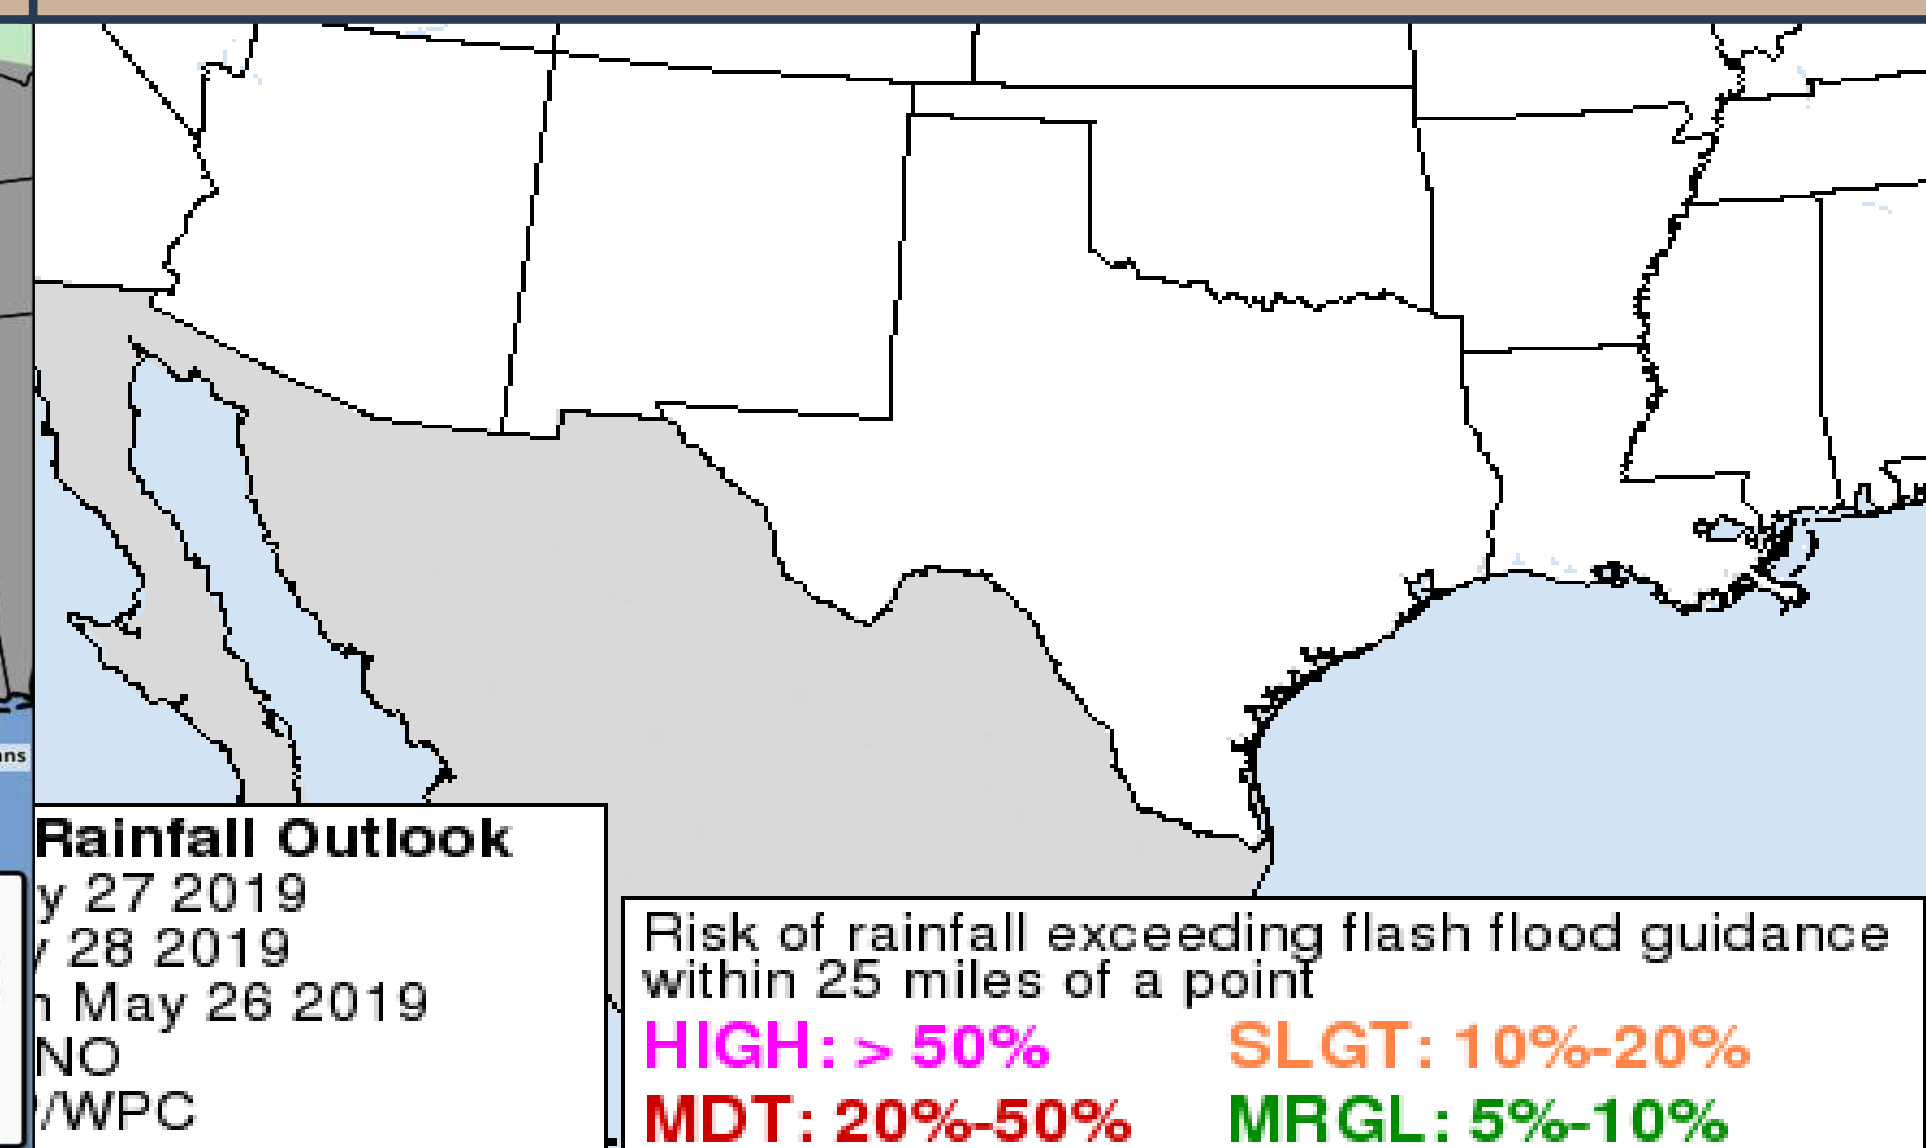 ns
Rainfall Outlook
y 27 2019
28 2019
May 26 2019
NO
/WPC
Risk of rainfall exceeding flash flood guidance
within 25 miles of a point
HIGH: > 50%
SLGT: 10%-20%
MDT: 20%-50%
MRGL: 5%-10%